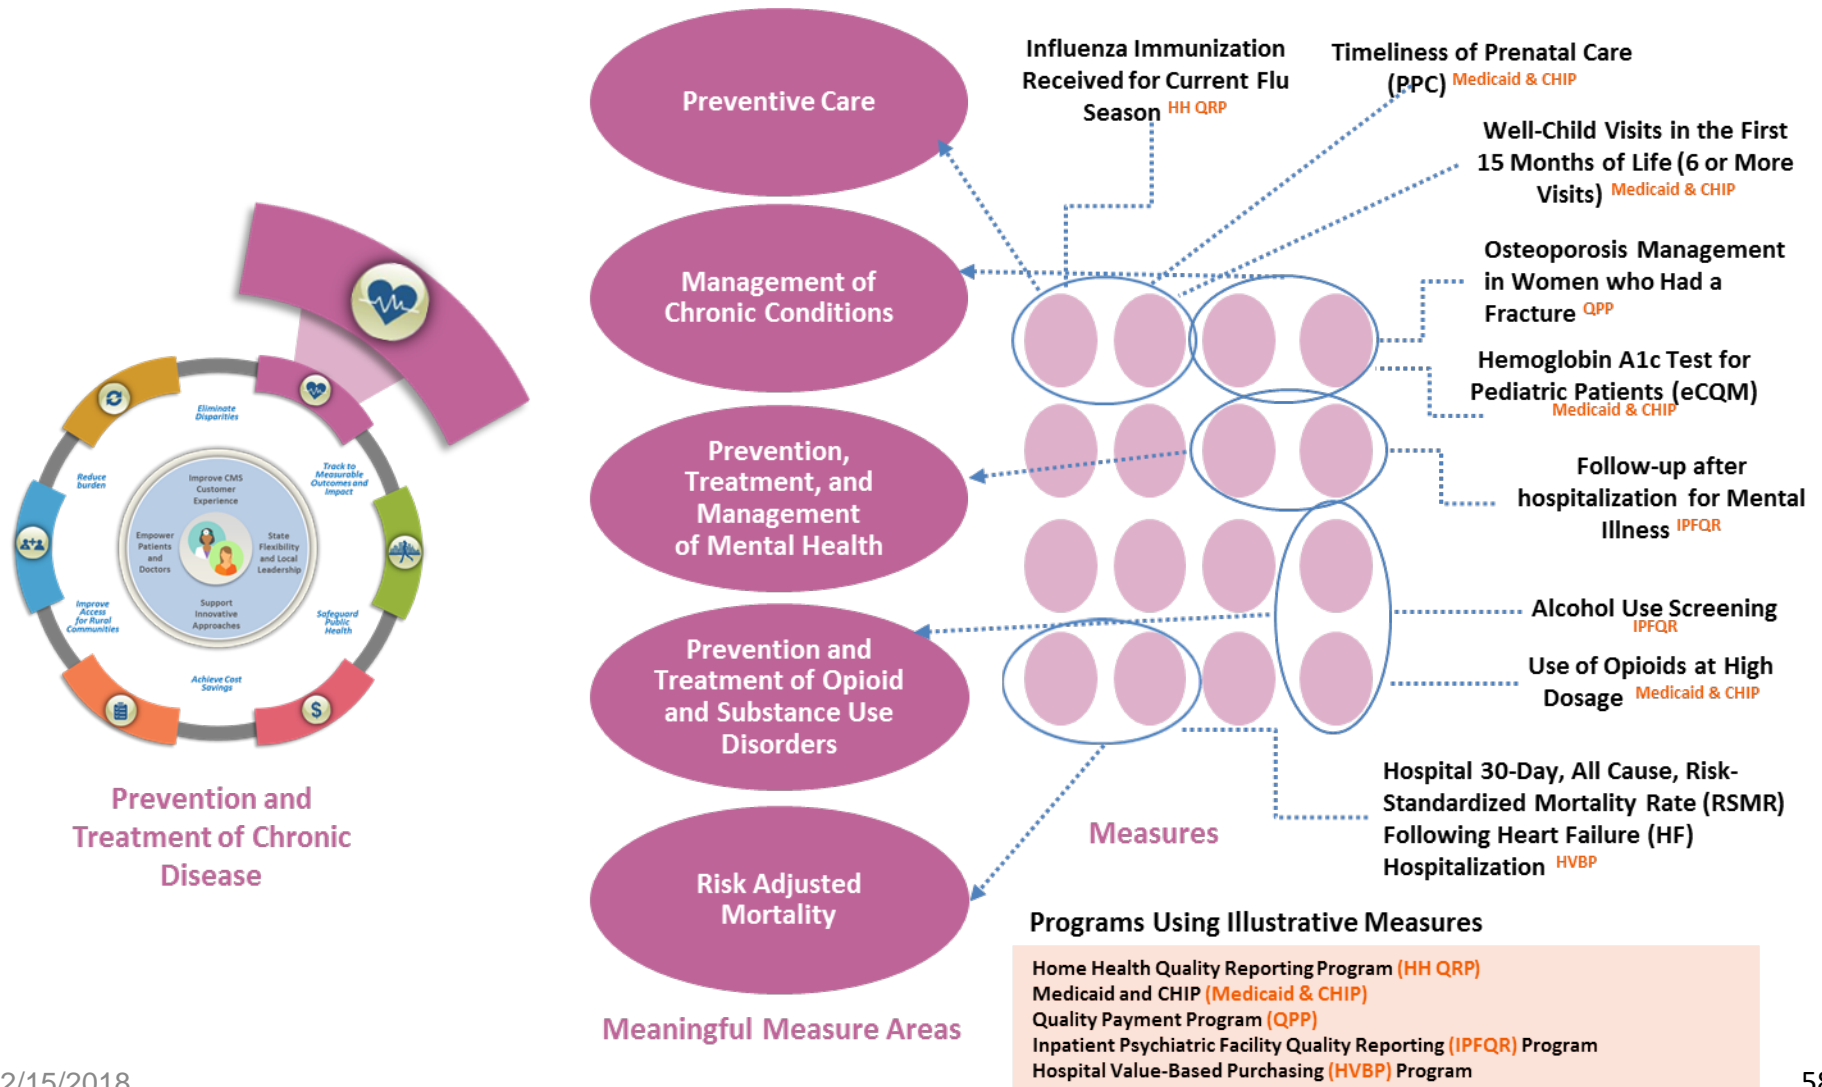 Preventive Care
Management of
Chronic Conditions
Prevention,
Treatment, and
Management
of Mental Health
Prevention and
Treatment of Opioid
and Substance Use
Disorders
Risk Adjusted
Mortality
Meaningful Measure Areas
Influenza Immunization
Received for Current Flu
Season HH QRP
Timeliness of Prenatal Care
(PPC) Medicaid & CHIP
Well-Child Visits in the First
15 Months of Life (6 or More
Visits) Medicaid & CHIP
Osteoporosis Management
in Women who Had a
Fracture QPP
Hemoglobin A1c Test for
Pediatric Patients (eCQM)
Medicaid & CHIP
Follow-up after
hospitalization for Mental
Illness IPFQR
Alcohol Use Screening
IPFQR
Use of Opioids at High
Dosage Medicaid & CHIP
Hospital 30-Day, All Cause, Risk-
Standardized Mortality Rate (RSMR)
Following Heart Failure (HF)
Hospitalization HVBP
Measures
Eliminate
Disparities
Track to
Measurable
Outcomes and
Impact
Safeguard
Public
Health
Achieve Cost
Savings
Improve
Access
for Rural
Communities
Reduce
burden
Improve CMS
Customer
Experience
State
Flexibility
and Local
Leadership
Support
Innovative
Approaches
Empower
Patients
and
Doctors
$
Prevention and
Treatment of Chronic
Disease
Programs Using Illustrative Measures
Home Health Quality Reporting Program (HH QRP)
Medicaid and CHIP (Medicaid & CHIP)
Quality Payment Program (QPP)
Inpatient Psychiatric Facility Quality Reporting (IPFQR) Program
Hospital Value-Based Purchasing (HVBP) Program
2/15/2018
58